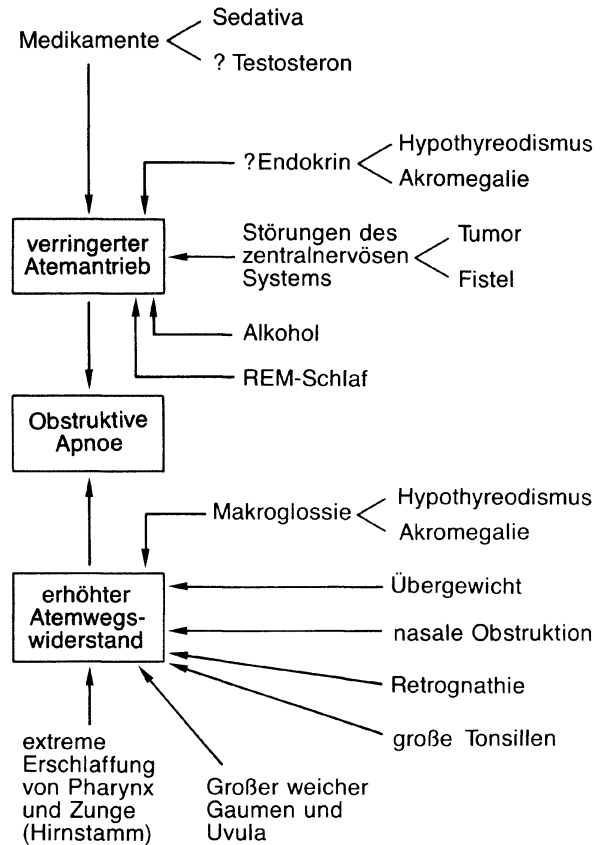 Medikamente
Sedativa
? Testosteron
?Endokrin
Hypothyreodismus
Akromegalie
verringerter
Atemantrieb
Störungen des
zentralnervösen
Systems
Tumor
Fistel
Alkohol
REM-Schlaf
Obstruktive
Apnoe
Makroglossie
Hypothyreodismus
Akromegalie
erhöhter
Atemwegs-
widerstand
Übergewicht
nasale Obstruktion
Retrognathie
große Tonsillen
extreme
Erschlaffung
von Pharynx
und Zunge
(Hirnstamm)
Großer weicher
Gaumen und
Uvula